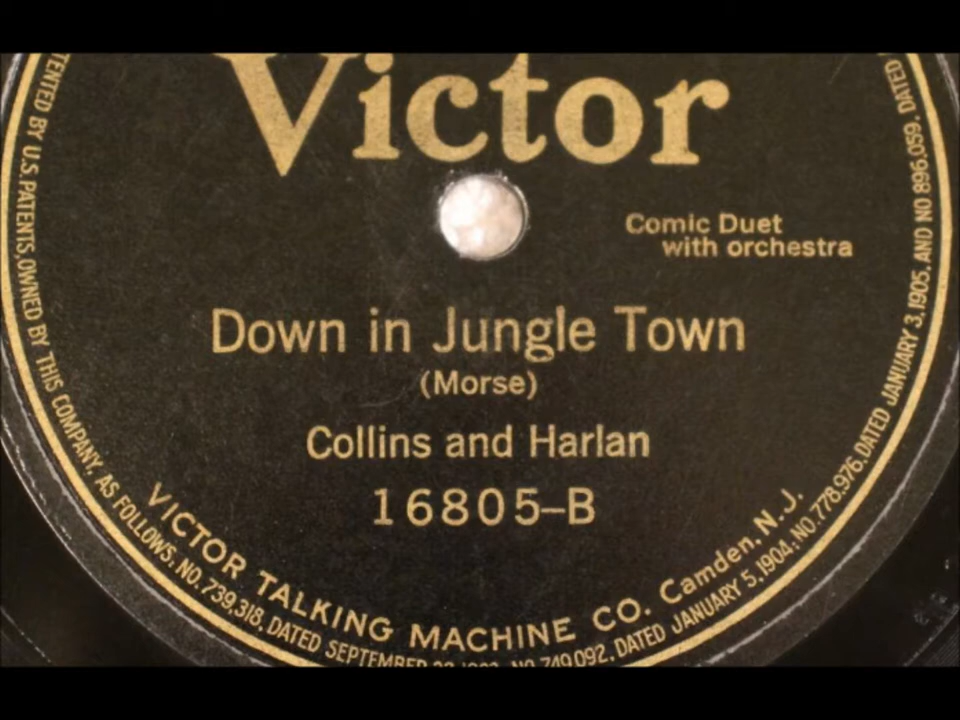 Victor
Comic Duet
with orchestra
Down in Jungle Town
(Morse)
Collins and Harlan
16805–B
VICTOR TALKING MACHINE CO. Camden, N.J.
TENTED BY U.S. PATENTS, OWNED BY THIS COMPANY, AS FOLLOWS, NO. 739,318, DATED SEPTEMBER NO. 749,092, DATED JANUARY 5, 1904; NO. 778,976, DATED JANUARY 3, 1905, AND NO 896,059, DATED